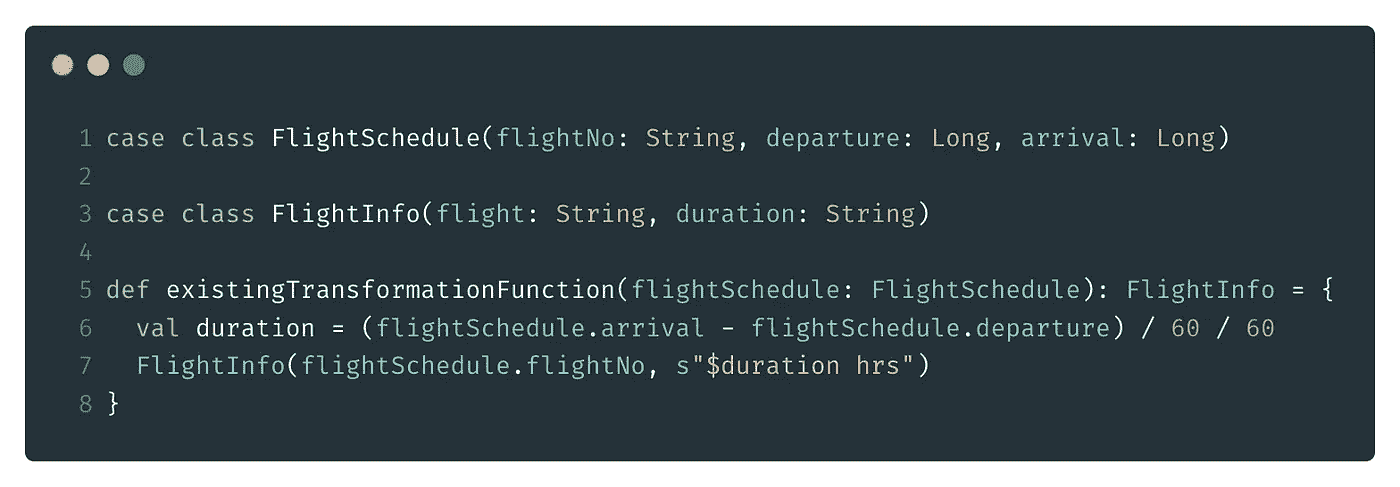 1 case class FlightSchedule(flightNo: String, departure: Long, arrival: Long)
2
3 case class FlightInfo(flight: String, duration: String)
4
5 def existingTransformationFunction(flightSchedule: FlightSchedule): FlightInfo = {
6   val duration = (flightSchedule.arrival - flightSchedule.departure) / 60 / 60
7   FlightInfo(flightSchedule.flightNo, s"$duration hrs")
8 }